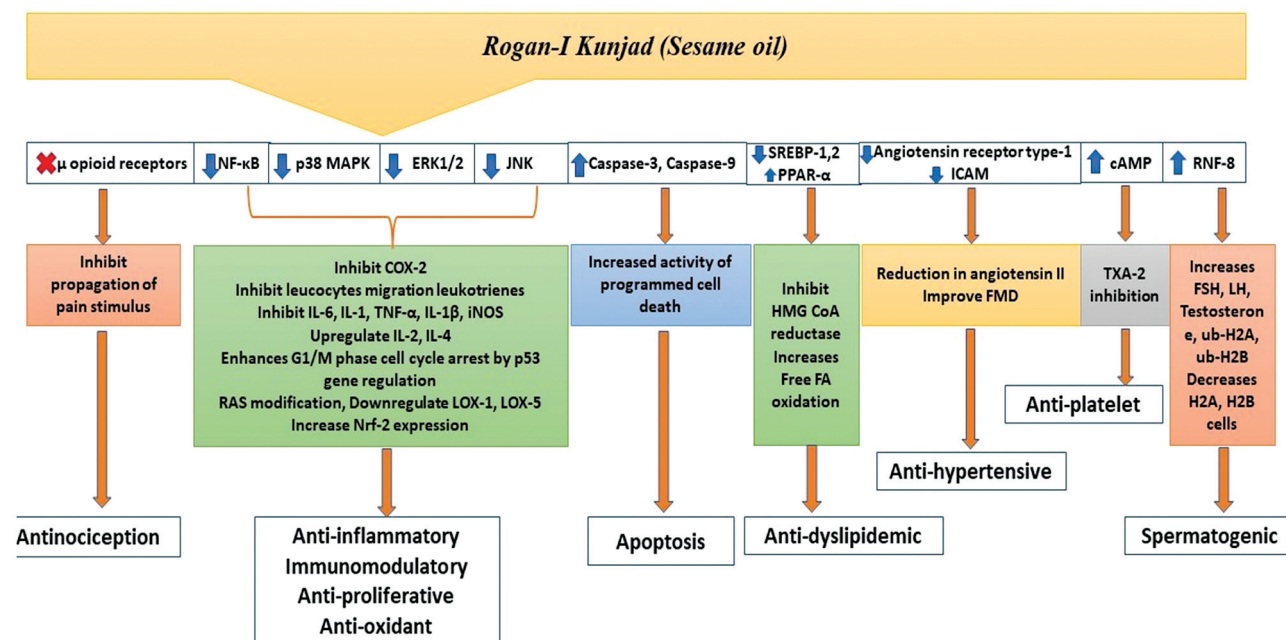 Rogan-I Kunjad (Sesame oil)
μ opioid receptors
NF-κB
p38 MAPK
ERK1/2
JNK
Caspase-3, Caspase-9
SREBP-1,2
PPAR-α
Angiotensin receptor type-1
ICAM
cAMP
RNF-8
Inhibit
propagation of
pain stimulus
Inhibit COX-2
Inhibit leucocytes migration leukotrienes
Inhibit IL-6, IL-1, TNF-α, IL-1β, iNOS
Upregulate IL-2, IL-4
Enhances G1/M phase cell cycle arrest by p53
gene regulation
RAS modification, Downregulate LOX-1, LOX-5
Increase Nrf-2 expression
Increased activity of
programmed cell
death
Inhibit
HMG CoA
reductase
Increases
Free FA
oxidation
Reduction in angiotensin II
Improve FMD
TXA-2
inhibition
Increases
FSH, LH,
Testosteron
e, ub-H2A,
ub-H2B
Decreases
H2A, H2B
cells
Antinociception
Anti-inflammatory
Immunomodulatory
Anti-proliferative
Anti-oxidant
Apoptosis
Anti-dyslipidemic
Anti-hypertensive
Anti-platelet
Spermatogenic